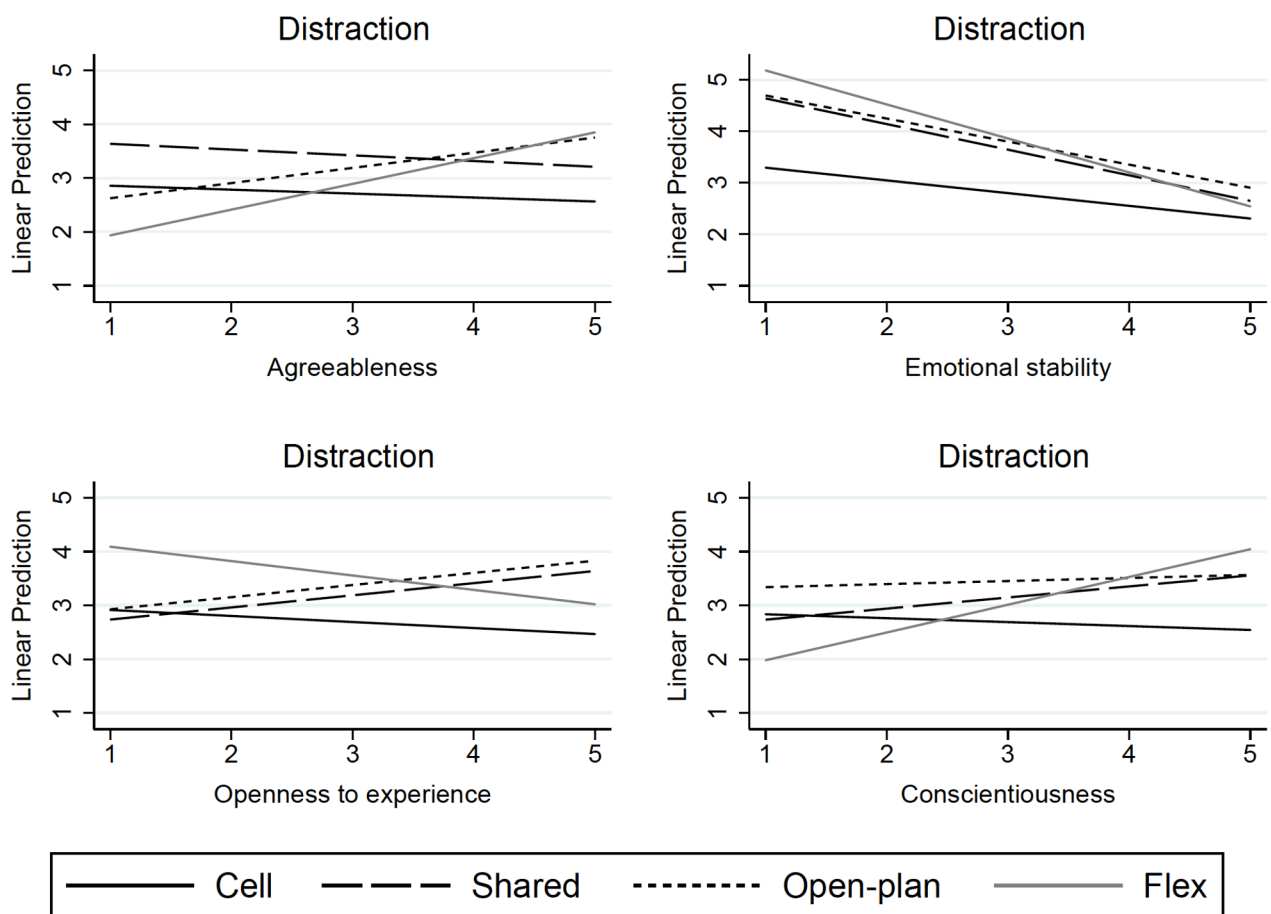 Distraction
Linear Prediction
5
4
3
2
1
1 2 3 4 5
Agreeableness
Distraction
Linear Prediction
5
4
3
2
1
1 2 3 4 5
Emotional stability
Distraction
Linear Prediction
5
4
3
2
1
1 2 3 4 5
Openness to experience
Distraction
Linear Prediction
5
4
3
2
1
1 2 3 4 5
Conscientiousness
Cell Shared Open-plan Flex